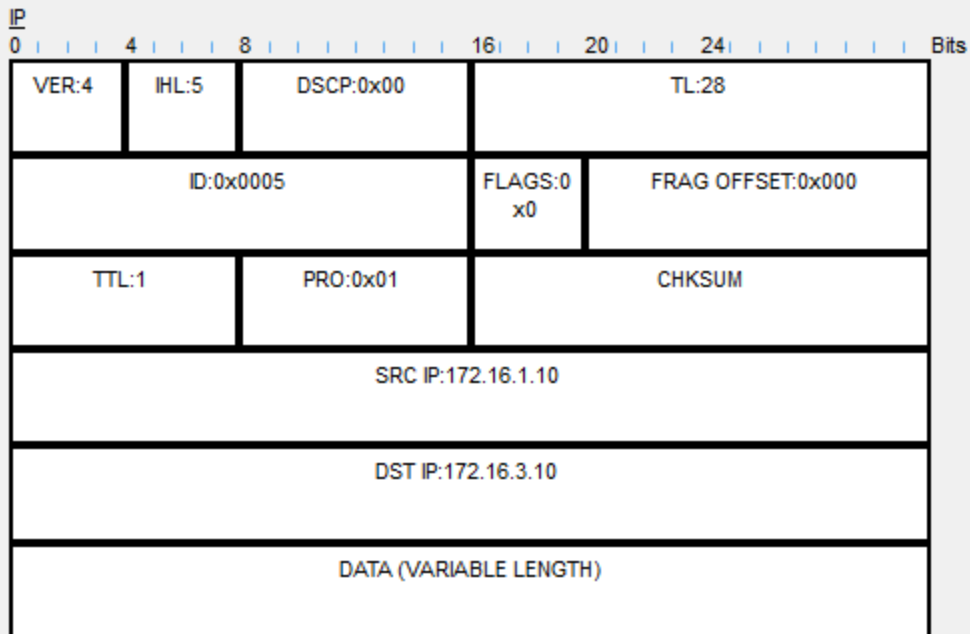 IP
0 4 8 16 20 24 Bits
VER:4 IHL:5 DSCP:0x00 TL:28
ID:0x0005 FLAGS:0 FRAG OFFSET:0x000
x0
TTL:1 PRO:0x01 CHKSUM
SRC IP:172.16.1.10
DST IP:172.16.3.10
DATA (VARIABLE LENGTH)